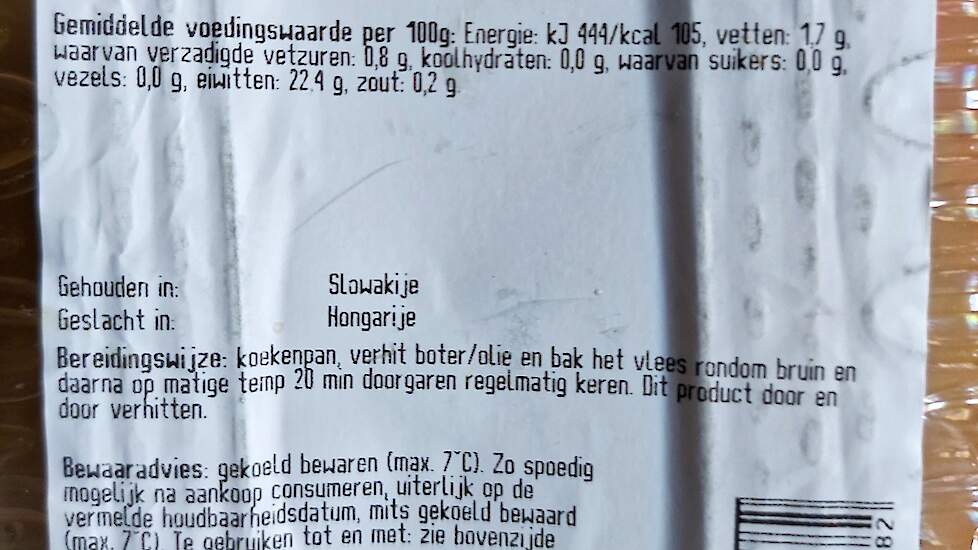 Gemiddelde voedingswaarde per 100g: Energie: kJ 444/kcal 105, vetten: 1,7 g,
waarvan verzadigde vetzuren: 0,8 g, koolhydraten: 0,0 g, waarvan suikers: 0,0 g,
vezels: 0,0 g, eiwitten: 22,4 g, zout: 0,2 g
Gehouden in: Slowakije
Geslacht in: Hongarije
Bereidingswijze: koekenpan, verhit boter/olie en bak het vlees rondom bruin en
daarna op matige temp 20 min doorgaren regelmatig keren. Dit product door en
door verhitten.
Bewaaradvies: gekoeld bewaren (max. 7°C). Zo spoedig
mogelijk na aankoop consumeren, uiterlijk op de
vermelde houdbaarheidsdatum, mits gekoeld bewaard
(max. 7°C) Te gebruiken tot en met: zie bovenzijde
82